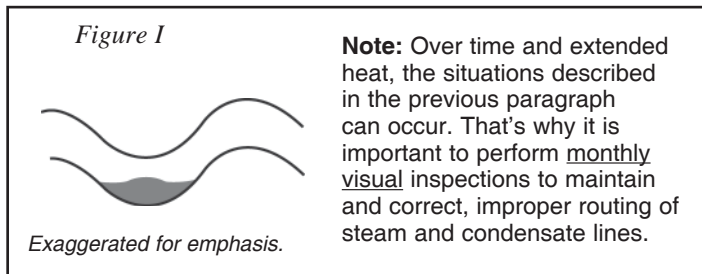 Figure I
Note: Over time and extended
heat, the situations described
in the previous paragraph
can occur. That's why it is
important to perform monthly
visual inspections to maintain
and correct, improper routing of
steam and condensate lines.
Exaggerated for emphasis.